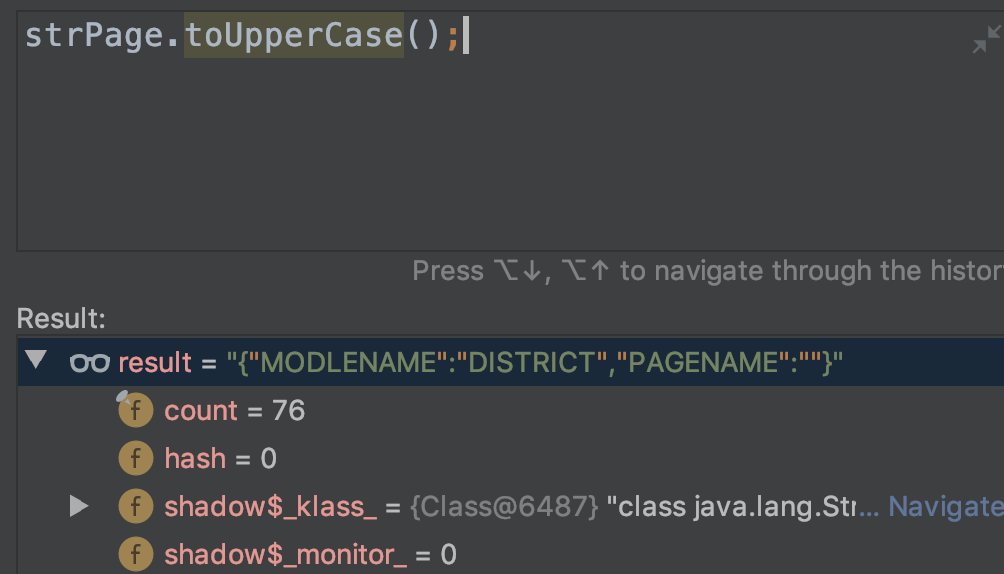 strPage.toUpperCase();
Press ⌥↓, ⌥↑ to navigate through the histor
Result:
result = "{"MODLENAME":"DISTRICT","PAGENAME":""}"
f count = 76
f hash = 0
f shadow$_klass_ = {Class@6487} "class java.lang.Str... Navigate
f shadow$_monitor_ = 0